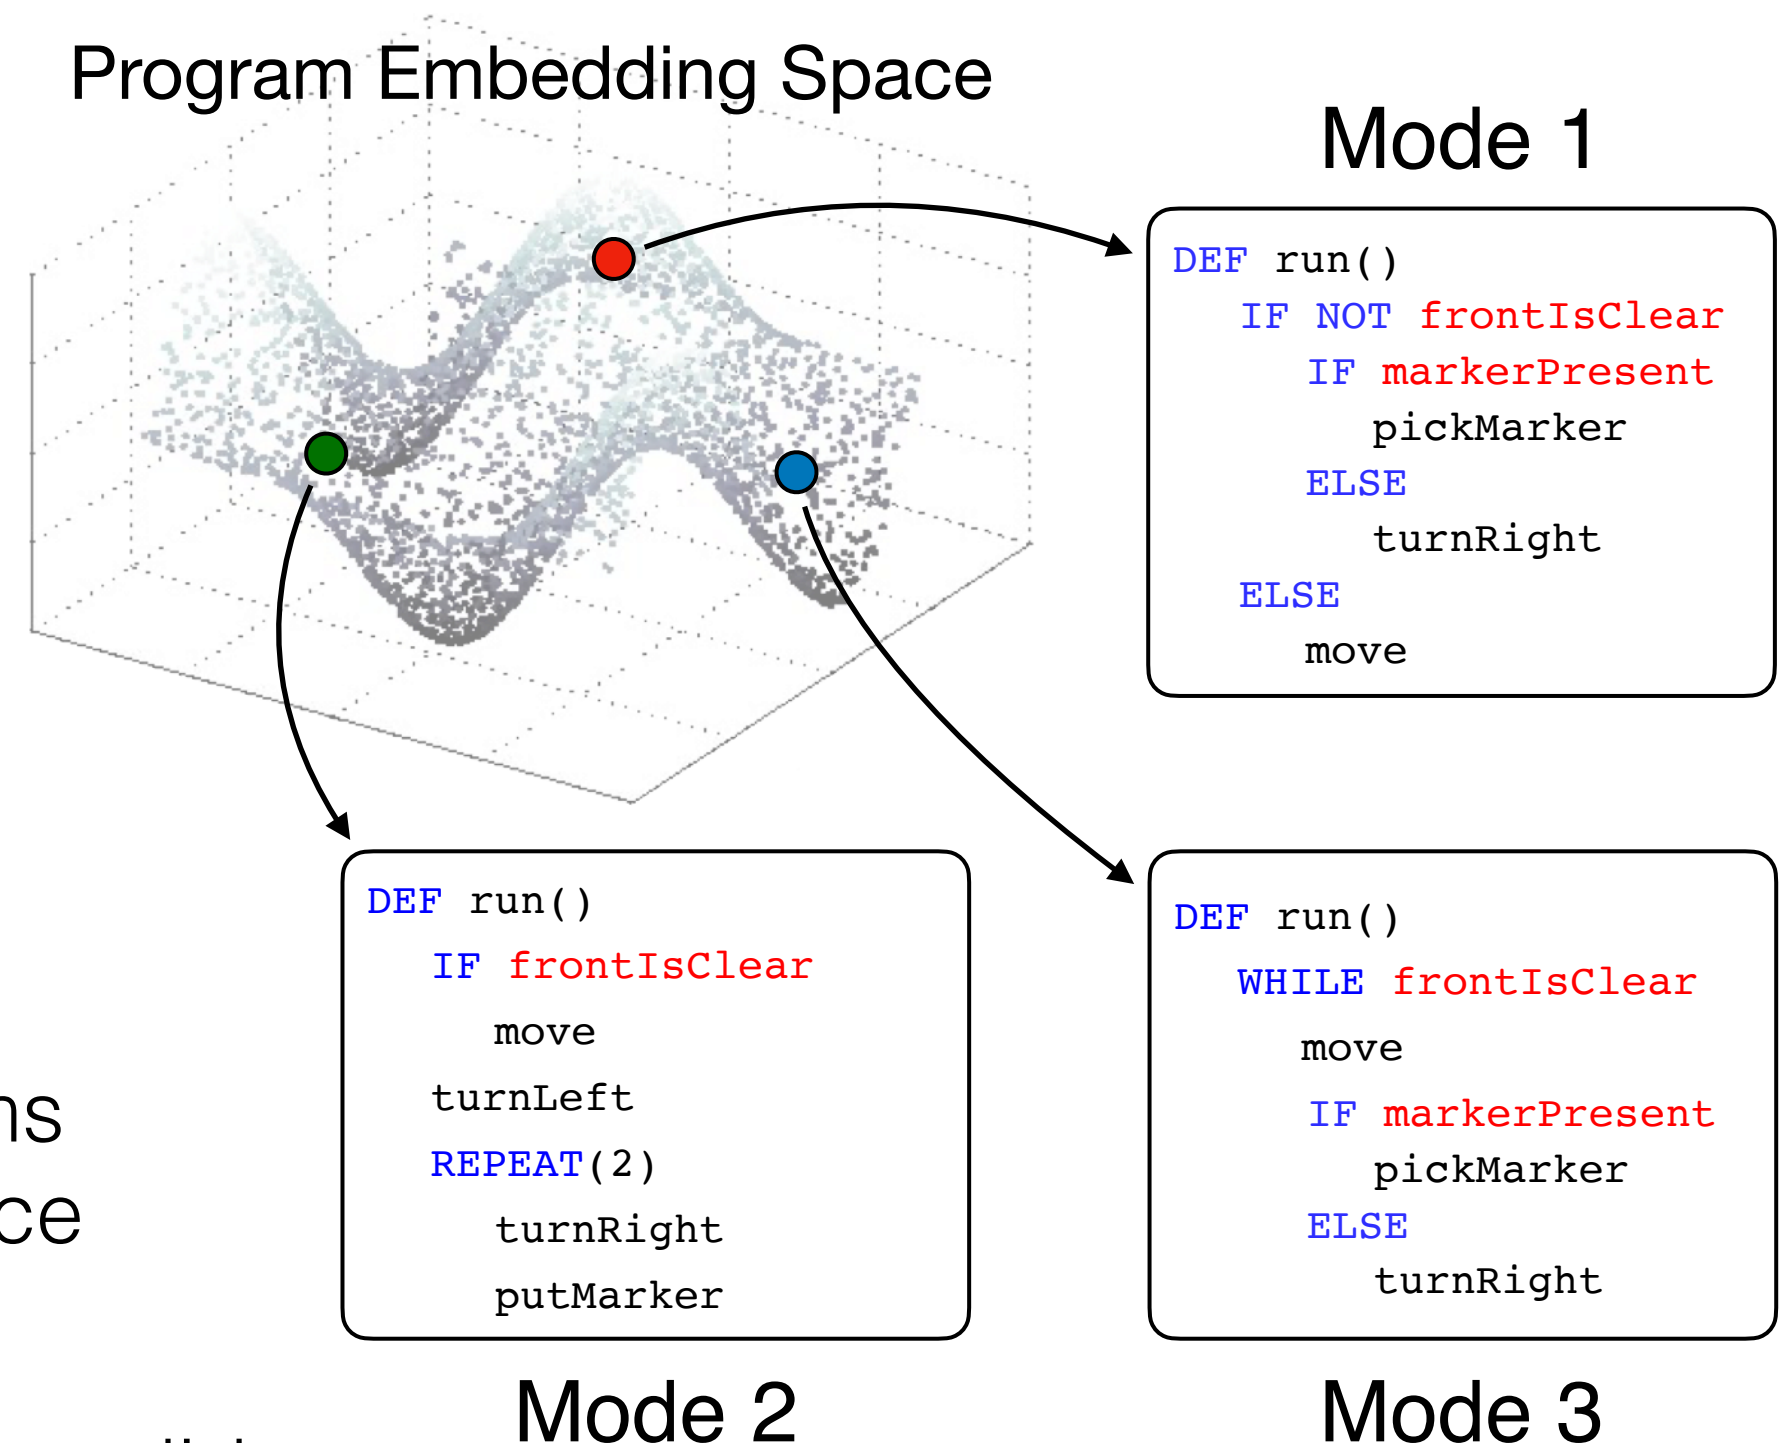 Program Embedding Space
Mode 1
DEF run()
IF NOT frontIsClear
IF markerPresent
pickMarker
ELSE
turnRight
ELSE
move
DEF run()
IF frontIsClear
move
turnLeft
REPEAT(2)
turnRight
putMarker
Mode 2
DEF run()
WHILE frontIsClear
move
IF markerPresent
pickMarker
ELSE
turnRight
Mode 3
ns
ce